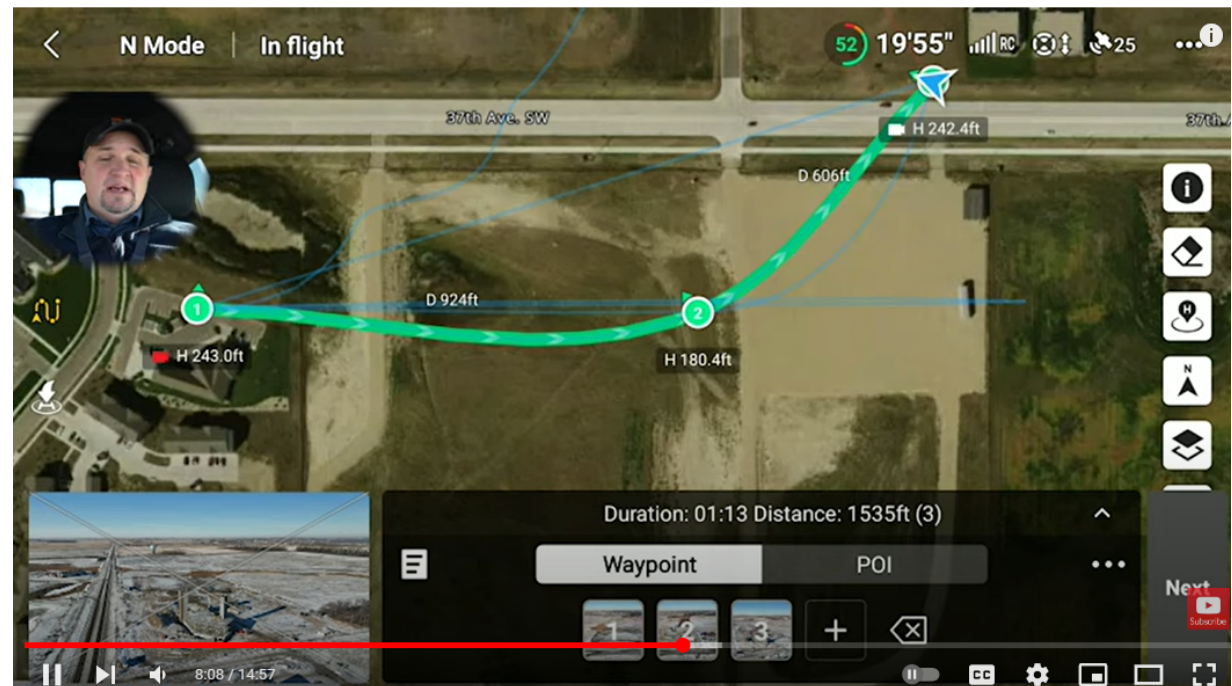 N Mode | In flight
52 19'55" RC 25
i
37th Ave. SW
37th
H 242.4ft
D 606ft
D 924ft
1
2
H 243.0ft
H 180.4ft
H
N
Duration: 01:13 Distance: 1535ft (3)
Waypoint POI
Next
1 2 3 +
Subscribe
8:08 / 14:57
CC